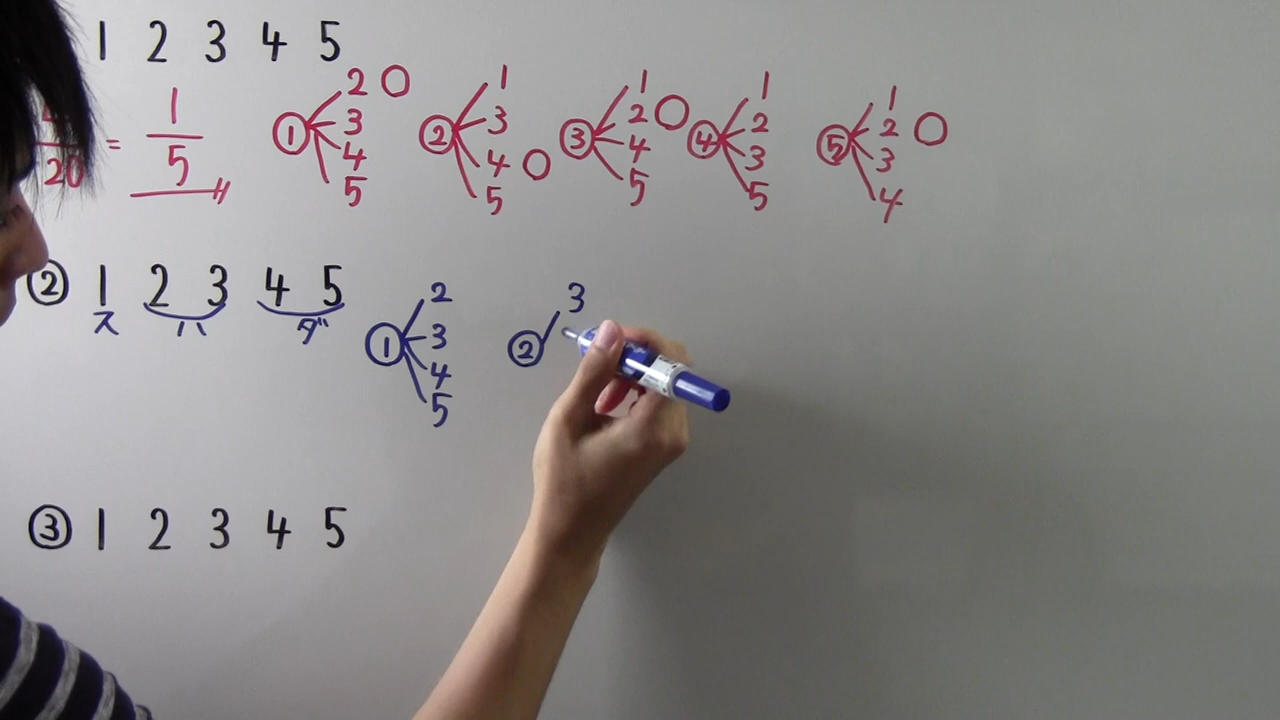 1 2 3 4 5
20 = 1/5
① 2 ○ 3 4 5
② 1 3 4 ○ 5
③ 1 2 ○ 4 5
④ 1 2 3 5
⑤ 1 2 ○ 3 4
② 1 2 3 4 5
ス ハ ダ
① 2 3 4 5
② 3
③ 1 2 3 4 5